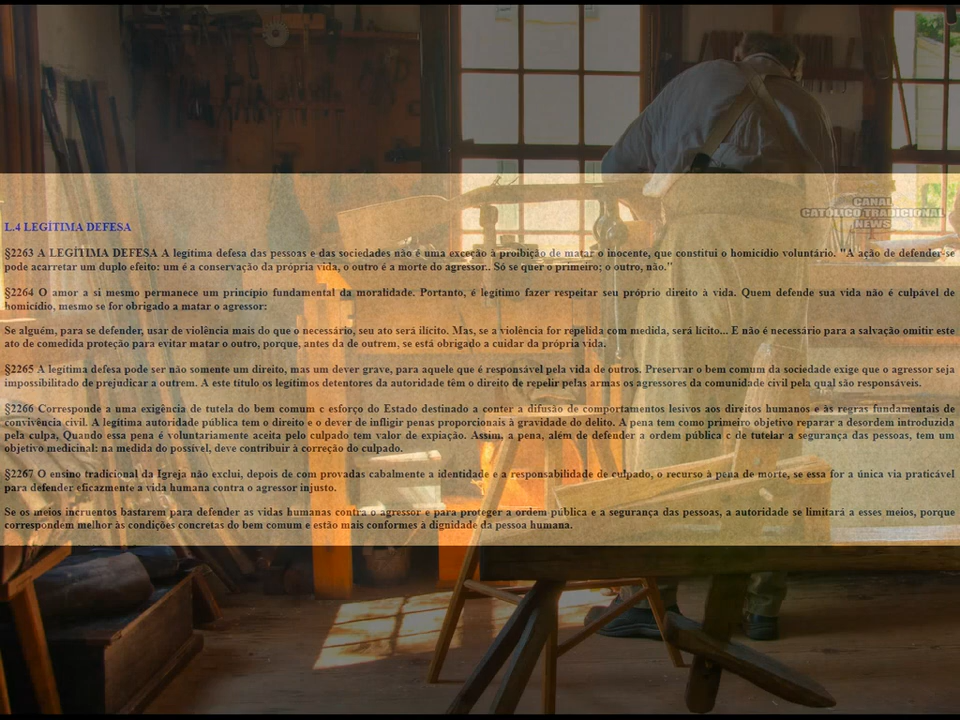 CANAL
CATÓLICO TRADICIONAL
NEWS
L.4 LEGÍTIMA DEFESA
§2263 A LEGÍTIMA DEFESA A legítima defesa das pessoas e das sociedades não é uma exceção à proibição de matar o inocente, que constitui o homicídio voluntário. "A ação de defender-se
pode acarretar um duplo efeito: um é a conservação da própria vida, o outro é a morte do agressor.. Só se quer o primeiro; o outro, não."
§2264 O amor a si mesmo permanece um princípio fundamental da moralidade. Portanto, é legítimo fazer respeitar seu próprio direito à vida. Quem defende sua vida não é culpável de
homicídio, mesmo se for obrigado a matar o agressor:
Se alguém, para se defender, usar de violência mais do que o necessário, seu ato será ilícito. Mas, se a violência for repelida com medida, será lícito... E não é necessário para a salvação omitir este
ato de comedida proteção para evitar matar o outro, porque, antes da de outrem, se está obrigado a cuidar da própria vida.
§2265 A legítima defesa pode ser não somente um direito, mas um dever grave, para aquele que é responsável pela vida de outros. Preservar o bem comum da sociedade exige que o agressor seja
impossibilitado de prejudicar a outrem. A este título os legítimos detentores da autoridade têm o direito de repelir pelas armas os agressores da comunidade civil pela qual são responsáveis.
§2266 Corresponde a uma exigência de tutela do bem comum c esforço do Estado destinado a conter a difusão de comportamentos lesivos aos direitos humanos e às regras fundamentais de
convivência civil. A legítima autoridade pública tem o direito e o dever de infligir penas proporcionais à gravidade do delito. A pena tem como primeiro objetivo reparar a desordem introduzida
pela culpa, Quando essa pena é voluntariamente aceita pelo culpado tem valor de expiação. Assim, a pena, além de defender a ordem pública c de tutelar a segurança das pessoas, tem um
objetivo medicinal: na medida do possível, deve contribuir à correção do culpado.
§2267 O ensino tradicional da Igreja não exclui, depois de com provadas cabalmente a identidade e a responsabilidade de culpado, o recurso à pena de morte, se essa for a única via praticável
para defender eficazmente a vida humana contra o agressor injusto.
Se os meios incruentos bastarem para defender as vidas humanas contra o agressor e para proteger a ordem pública e a segurança das pessoas, a autoridade se limitará a esses meios, porque
correspondem melhor às condições concretas do bem comum e estão mais conformes à dignidade da pessoa humana.